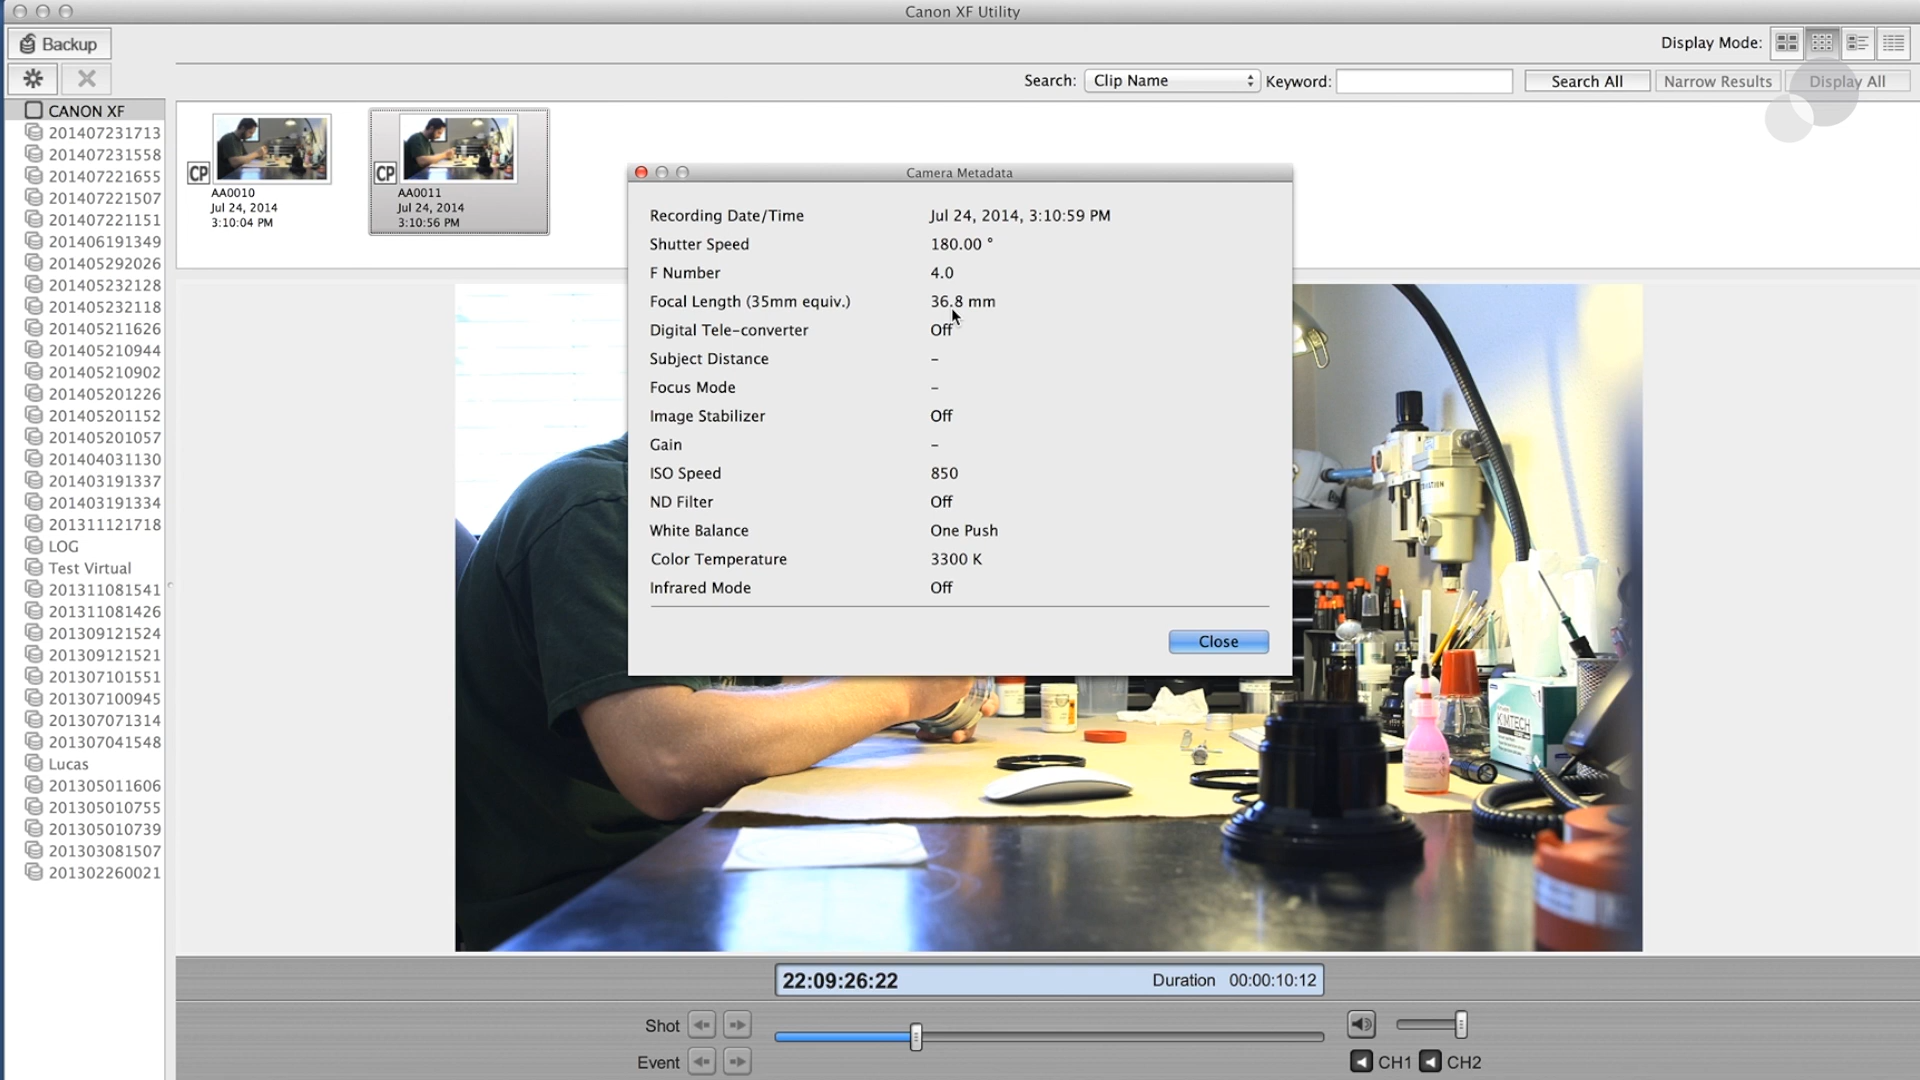 Canon XF Utility
Backup
Display Mode:
Search: Clip Name Keyword: Search All Narrow Results Display All
CANON XF
201407231713
201407231558
201407221655
201407221507
201407221151
201406191349
201405292026
201405232128
201405232118
201405211626
201405210944
201405210902
201405201226
201405201152
201405201057
201404031130
201403191337
201403191334
201311121718
LOG
Test Virtual
201311081541
201311081426
201309121524
201309121521
201307101551
201307100945
201307071314
201307041548
Lucas
201305011606
201305010755
201305010739
201303081507
201302260021
CP
AA0010
Jul 24, 2014
3:10:04 PM
CP
AA0011
Jul 24, 2014
3:10:56 PM
Camera Metadata
Recording Date/Time Jul 24, 2014, 3:10:59 PM
Shutter Speed 180.00 °
F Number 4.0
Focal Length (35mm equiv.) 36.8 mm
Digital Tele-converter Off
Subject Distance –
Focus Mode –
Image Stabilizer Off
Gain –
ISO Speed 850
ND Filter Off
White Balance One Push
Color Temperature 3300 K
Infrared Mode Off
Close
KIMTECH
22:09:26:22 Duration 00:00:10:12
Shot
Event
CH1 CH2